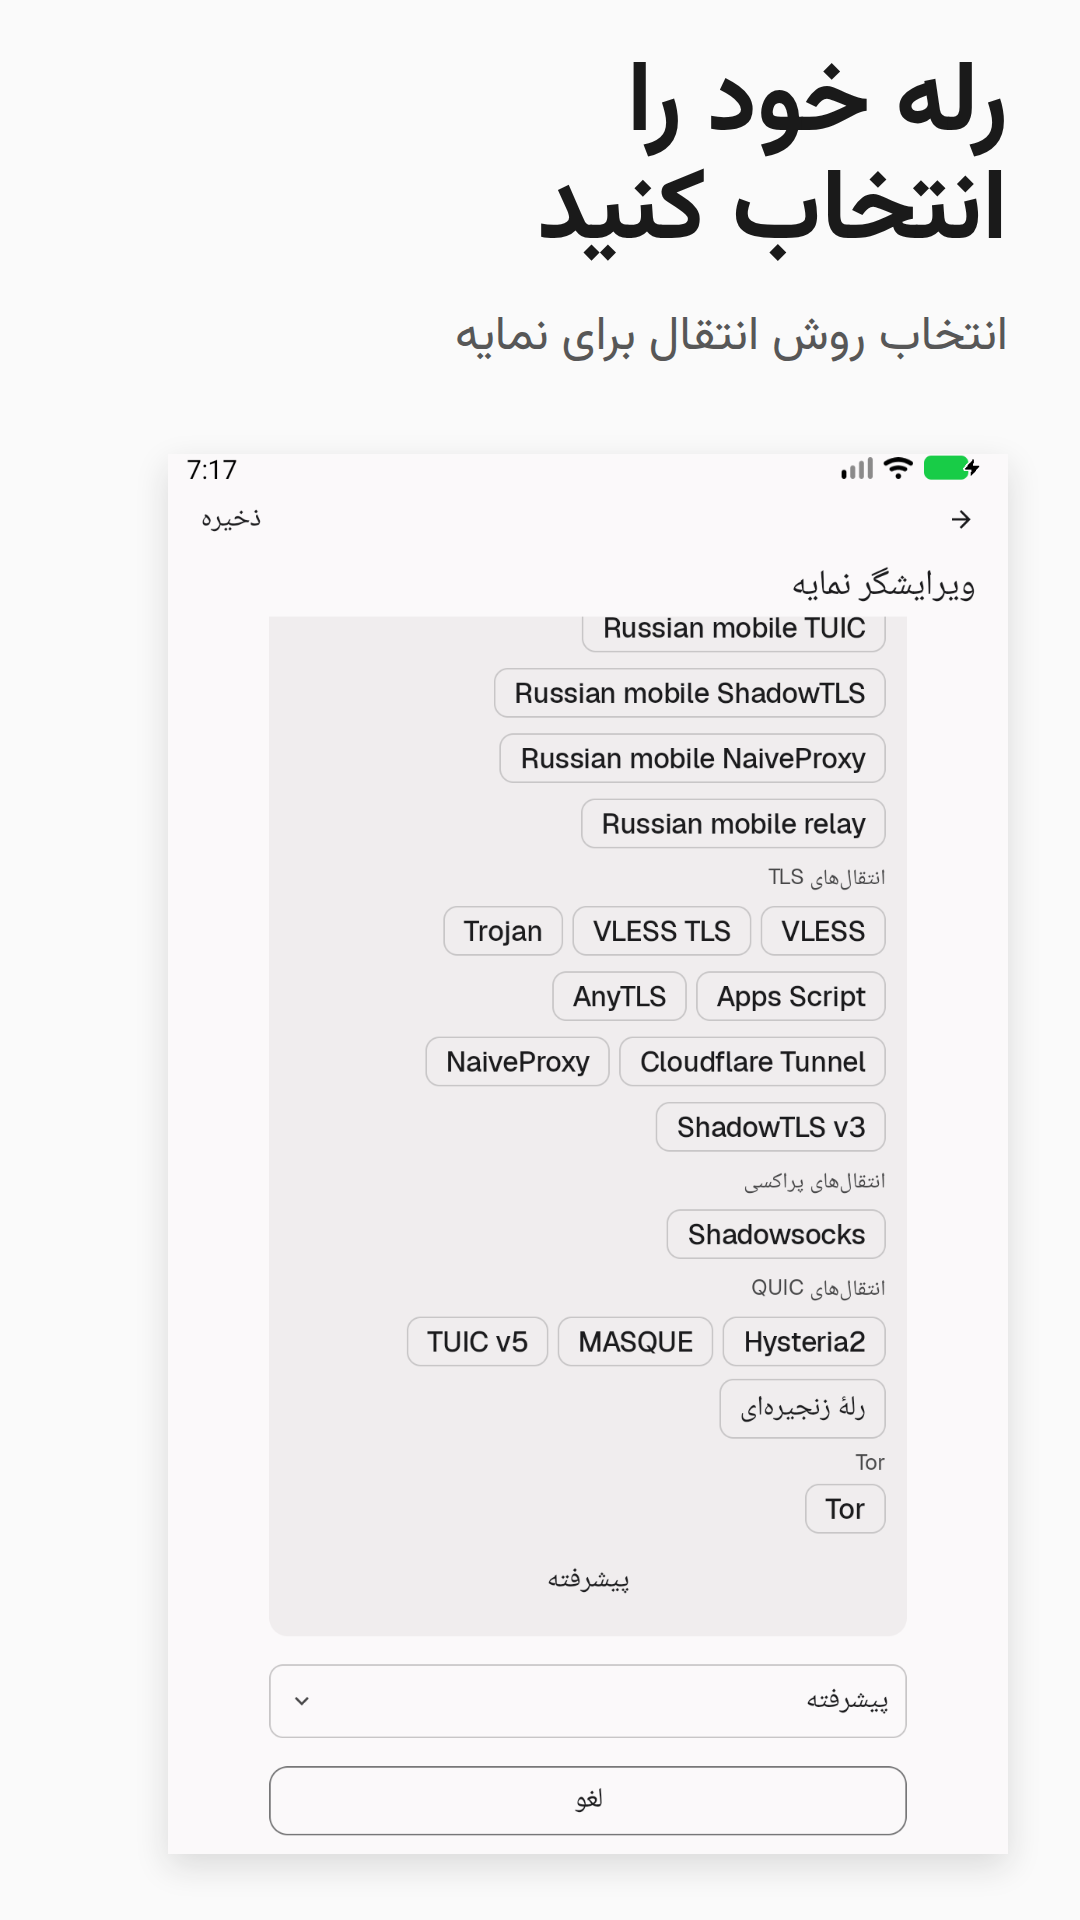 رله خود را
انتخاب کنید
انتخاب روش انتقال برای نمایه
7:17
ذخیره
ویرایشگر نمایه
Russian mobile TUIC
Russian mobile ShadowTLS
Russian mobile NaiveProxy
Russian mobile relay
انتقال‌های TLS
VLESS VLESS TLS Trojan
Apps Script AnyTLS
Cloudflare Tunnel NaiveProxy
ShadowTLS v3
انتقال‌های پراکسی
Shadowsocks
انتقال‌های QUIC
Hysteria2 MASQUE TUIC v5
رلهٔ زنجیره‌ای
Tor
Tor
پیشرفته
پیشرفته
لغو